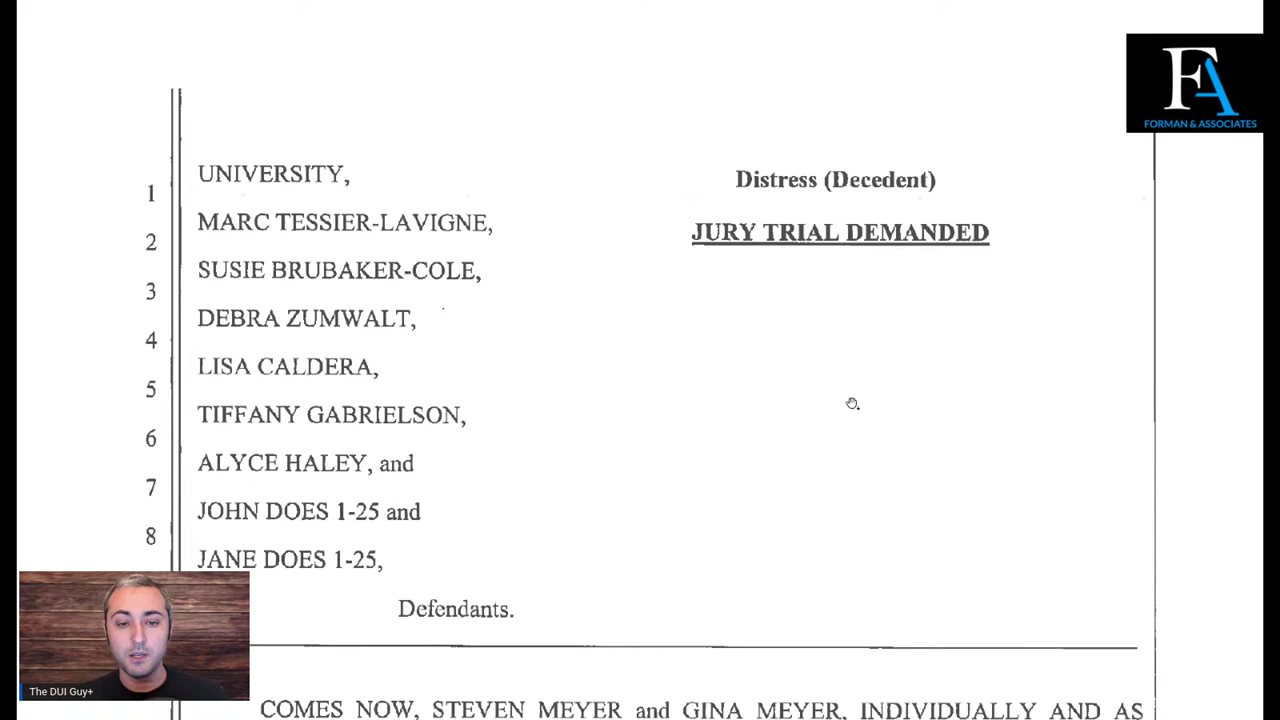 FA
FORMAN & ASSOCIATES
UNIVERSITY,
Distress (Decedent)
1
MARC TESSIER-LAVIGNE,
JURY TRIAL DEMANDED
2
SUSIE BRUBAKER-COLE,
3
DEBRA ZUMWALT,
4
LISA CALDERA,
5
TIFFANY GABRIELSON,
6
ALYCE HALEY, and
7
JOHN DOES 1-25 and
8
JANE DOES 1-25,
Defendants.
The DUI Guy+
COMES NOW, STEVEN MEYER and GINA MEYER, INDIVIDUALLY AND AS